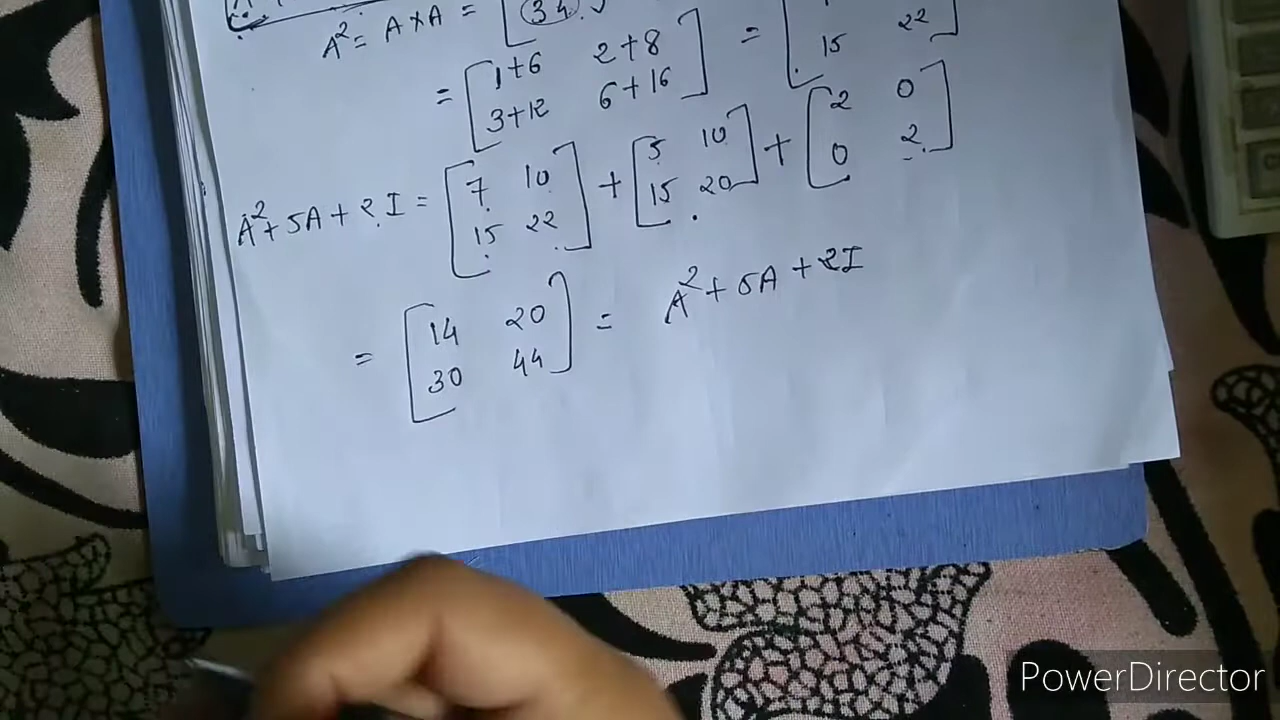 A² = A × A = [ 34.
= [ 1+6 2+8 ] = [
3+12 6+16 15 22 ]
A² + 5A + 2I = [ 7 10 ] + [ 5 10 ] + [ 2 0 ]
15 22 15 20 0 2
= [ 14 20 ] = A² + 5A + 2I
30 44
PowerDirector